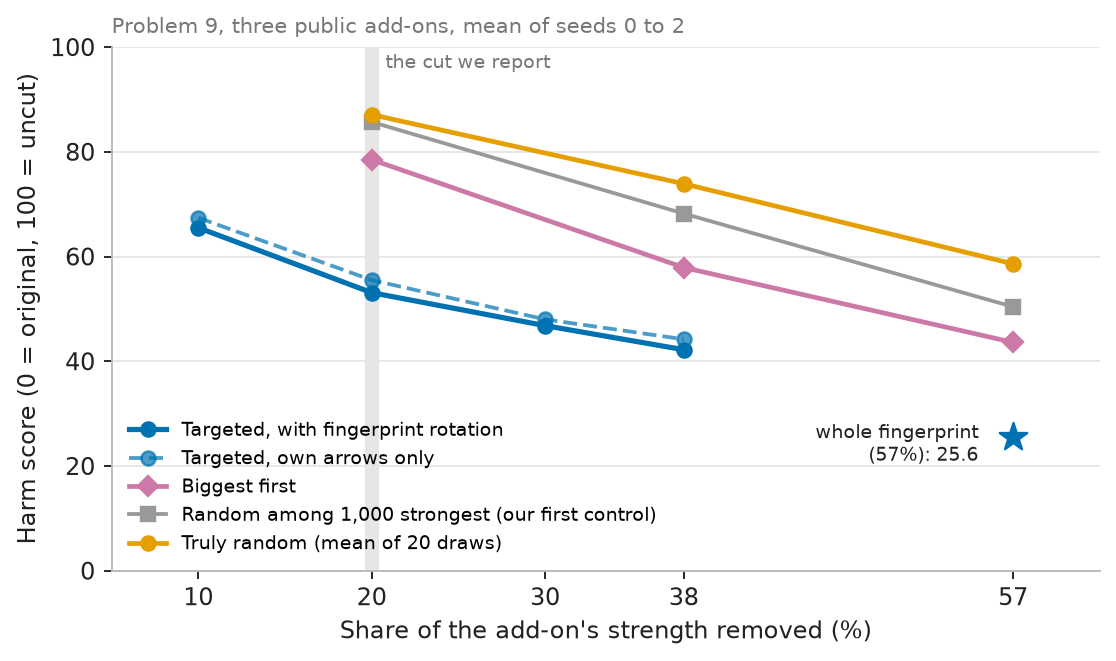 Problem 9, three public add-ons, mean of seeds 0 to 2
100
the cut we report
80
60
40
20
0
Harm score (0 = original, 100 = uncut)
Targeted, with fingerprint rotation
Targeted, own arrows only
Biggest first
Random among 1,000 strongest (our first control)
Truly random (mean of 20 draws)
whole fingerprint
(57%): 25.6
10 20 30 38 57
Share of the add-on's strength removed (%)